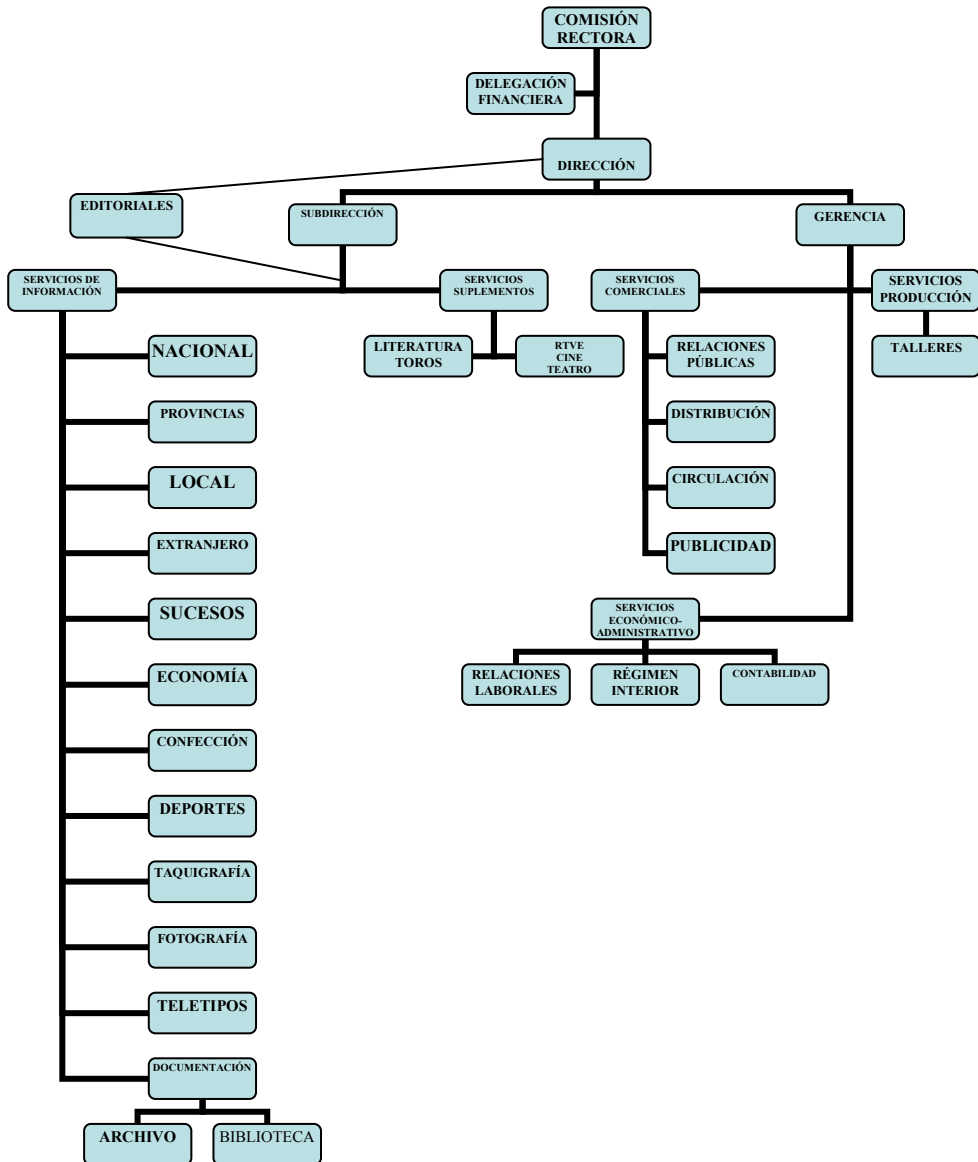 COMISIÓN
RECTORA
DELEGACIÓN
FINANCIERA
DIRECCIÓN
EDITORIALES
SUBDIRECCIÓN
GERENCIA
SERVICIOS DE
INFORMACIÓN
SERVICIOS
SUPLEMENTOS
SERVICIOS
COMERCIALES
SERVICIOS
PRODUCCIÓN
NACIONAL
LITERATURA
TOROS
RTVE
CINE
TEATRO
RELACIONES
PÚBLICAS
TALLERES
PROVINCIAS
DISTRIBUCIÓN
LOCAL
CIRCULACIÓN
EXTRANJERO
PUBLICIDAD
SUCESOS
SERVICIOS
ECONÓMICO-
ADMINISTRATIVO
ECONOMÍA
RELACIONES
LABORALES
RÉGIMEN
INTERIOR
CONTABILIDAD
CONFECCIÓN
DEPORTES
TAQUIGRAFÍA
FOTOGRAFÍA
TELETIPOS
DOCUMENTACIÓN
ARCHIVO
BIBLIOTECA